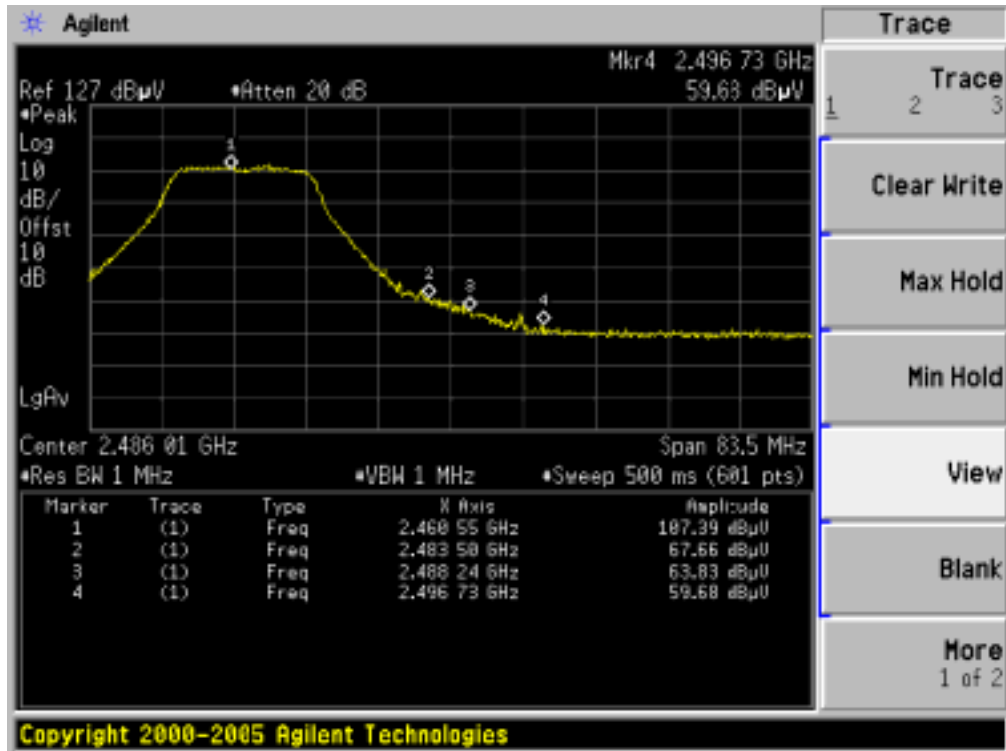 Agilent
Trace
Mkr4 2.496 73 GHz
Ref 127 dBµV
*Atten 20 dB
59.68 dBµV
*Peak
Log
10
dB/
Offst
10
dB
LgAv
1
2
3
4
Center 2.486 01 GHz
Span 83.5 MHz
*Res BW 1 MHz
*VBW 1 MHz
*Sweep 500 ms (601 pts)
Marker Trace Type X Axis Amplitude
1 (1) Freq 2.460 55 GHz 107.39 dBµV
2 (1) Freq 2.483 50 GHz 67.66 dBµV
3 (1) Freq 2.488 24 GHz 63.83 dBµV
4 (1) Freq 2.496 73 GHz 59.68 dBµV
Trace
1 2 3
Clear Write
Max Hold
Min Hold
View
Blank
More
1 of 2
Copyright 2000-2005 Agilent Technologies